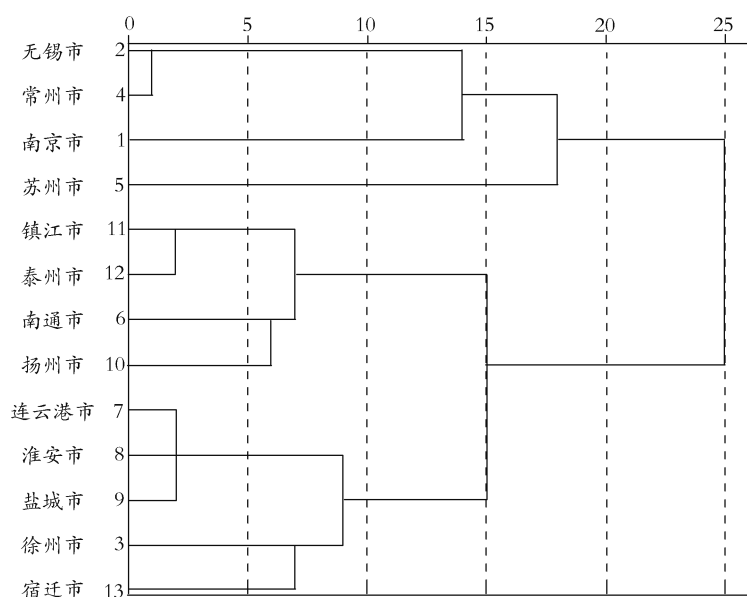 0 5 10 15 20 25
无锡市 2
常州市 4
南京市 1
苏州市 5
镇江市 11
泰州市 12
南通市 6
扬州市 10
连云港市 7
淮安市 8
盐城市 9
徐州市 3
宿迁市 13